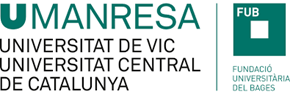 UMANRESA
UNIVERSITAT DE VIC
UNIVERSITAT CENTRAL
DE CATALUNYA
FUB
FUNDACIÓ
UNIVERSITÀRIA
DEL BAGES